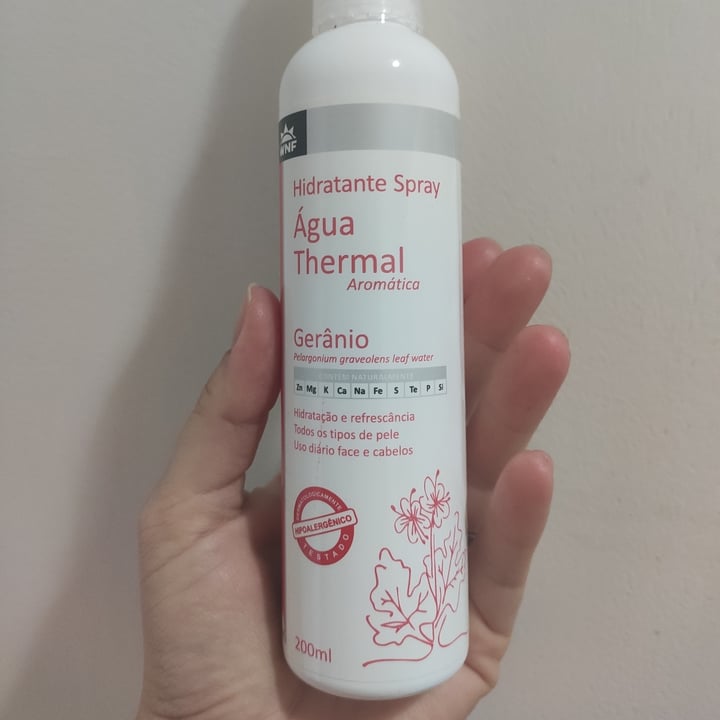 WNF
Hidratante Spray
Água
Thermal
Aromática
Gerânio
Pelargonium graveolens leaf water
CONTÉM NATURALMENTE
Zn Mg K Ca Na Fe S Te P Si
Hidratação e refrescância
Todos os tipos de pele
Uso diário face e cabelos
DERMATOLOGICAMENTE
HIPOALERGÊNICO
TESTADO
200ml